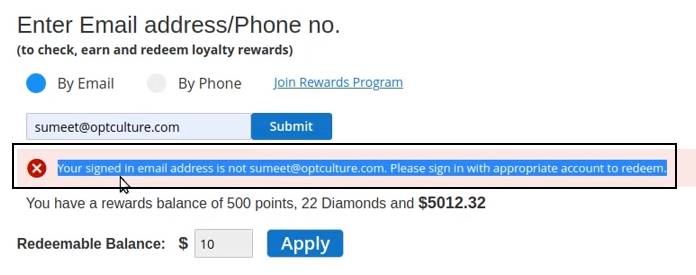 Enter Email address/Phone no.
(to check, earn and redeem loyalty rewards)
By Email By Phone Join Rewards Program
sumeet@optculture.com Submit
Your signed in email address is not sumeet@optculture.com. Please sign in with appropriate account to redeem.
You have a rewards balance of 500 points, 22 Diamonds and $5012.32
Redeemable Balance: $ 10 Apply